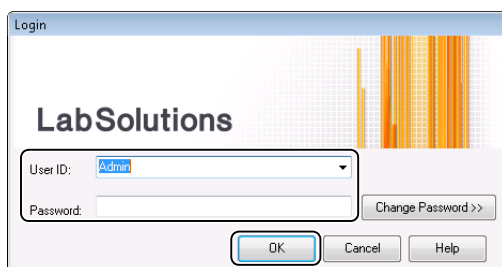 Login
LabSolutions
User ID: Admin
Password: Change Password >>
OK Cancel Help